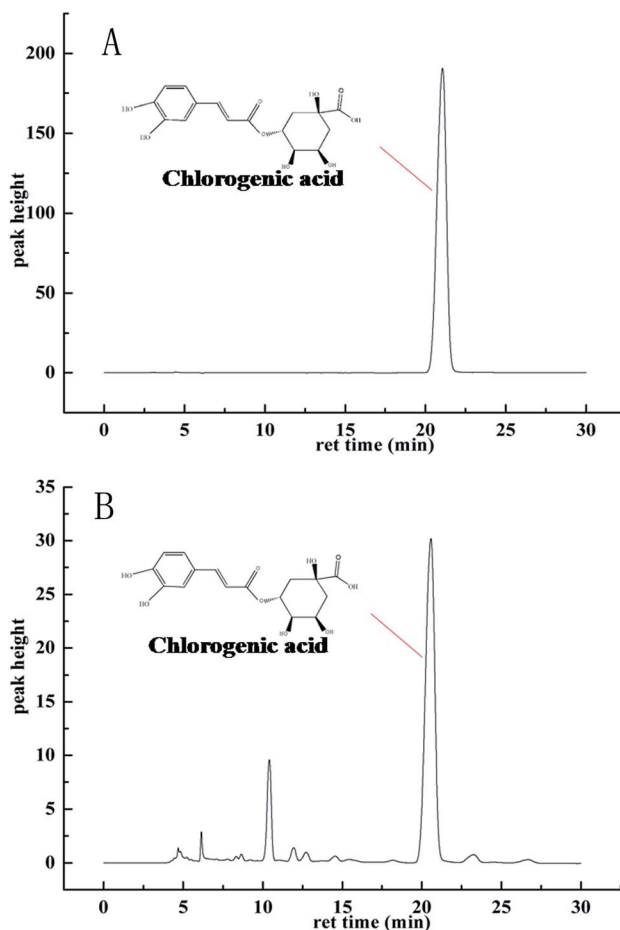 A
200
150
100
50
0
peak height
HO
HO
O
O
HO
O
OH
HO
OH
Chlorogenic acid
0 5 10 15 20 25 30
ret time (min)
B
35
30
25
20
15
10
5
0
peak height
HO
HO
O
O
HO
O
OH
HO
OH
Chlorogenic acid
0 5 10 15 20 25 30
ret time (min)